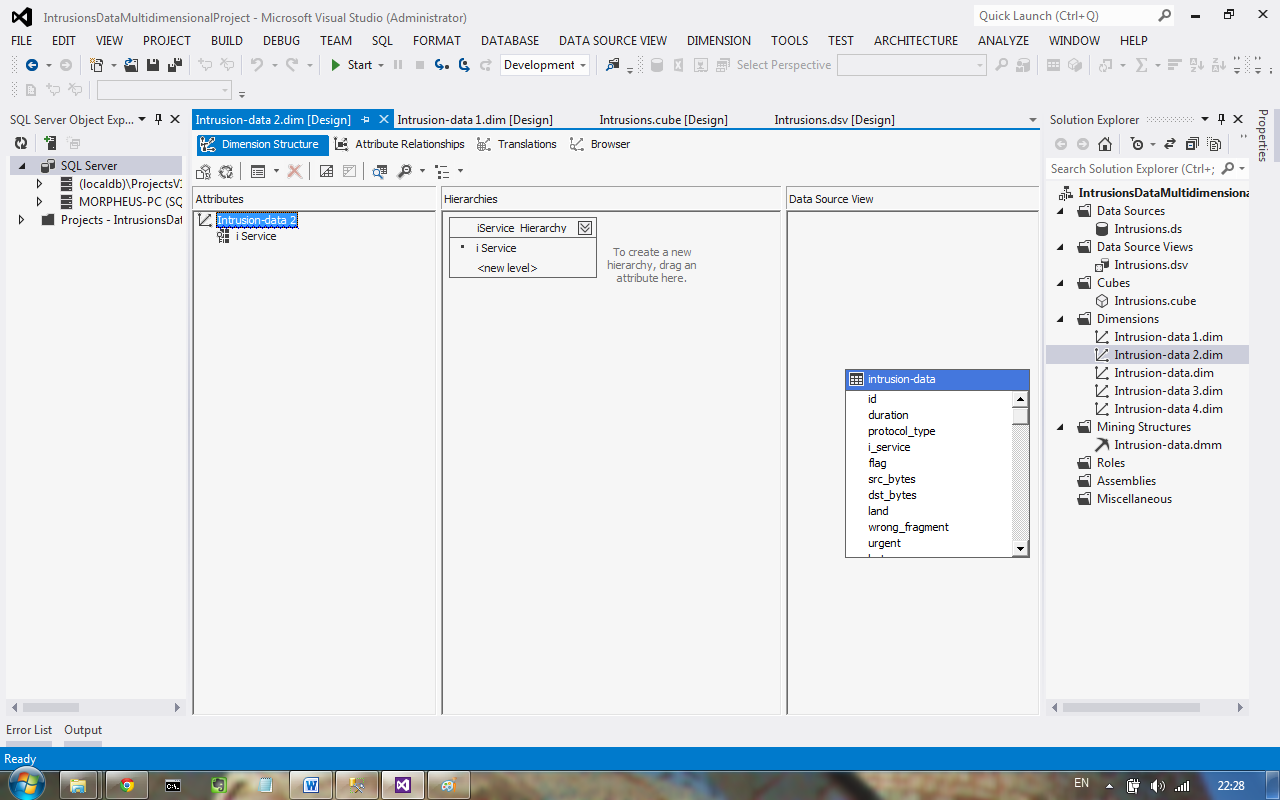 IntrusionsDataMultidimensionalProject - Microsoft Visual Studio (Administrator)
Quick Launch (Ctrl+Q)
FILE EDIT VIEW PROJECT BUILD DEBUG TEAM SQL FORMAT DATABASE DATA SOURCE VIEW DIMENSION TOOLS TEST ARCHITECTURE ANALYZE WINDOW HELP
Start Development Select Perspective
SQL Server Object Exp...
SQL Server
(localdb)\ProjectsV
MORPHEUS-PC (SQ
Projects - IntrusionsDat
Intrusion-data 2.dim [Design] Intrusion-data 1.dim [Design] Intrusions.cube [Design] Intrusions.dsv [Design]
Dimension Structure Attribute Relationships Translations Browser
Attributes
Intrusion-data 2
i Service
Hierarchies
iService Hierarchy
i Service
<new level>
To create a new
hierarchy, drag an
attribute here.
Data Source View
intrusion-data
id
duration
protocol_type
i_service
flag
src_bytes
dst_bytes
land
wrong_fragment
urgent
Solution Explorer
Search Solution Explorer (Ctrl+;
IntrusionsDataMultidimensiona
Data Sources
Intrusions.ds
Data Source Views
Intrusions.dsv
Cubes
Intrusions.cube
Dimensions
Intrusion-data 1.dim
Intrusion-data 2.dim
Intrusion-data.dim
Intrusion-data 3.dim
Intrusion-data 4.dim
Mining Structures
Intrusion-data.dmm
Roles
Assemblies
Miscellaneous
Properties
Error List Output
Ready
EN 22:28